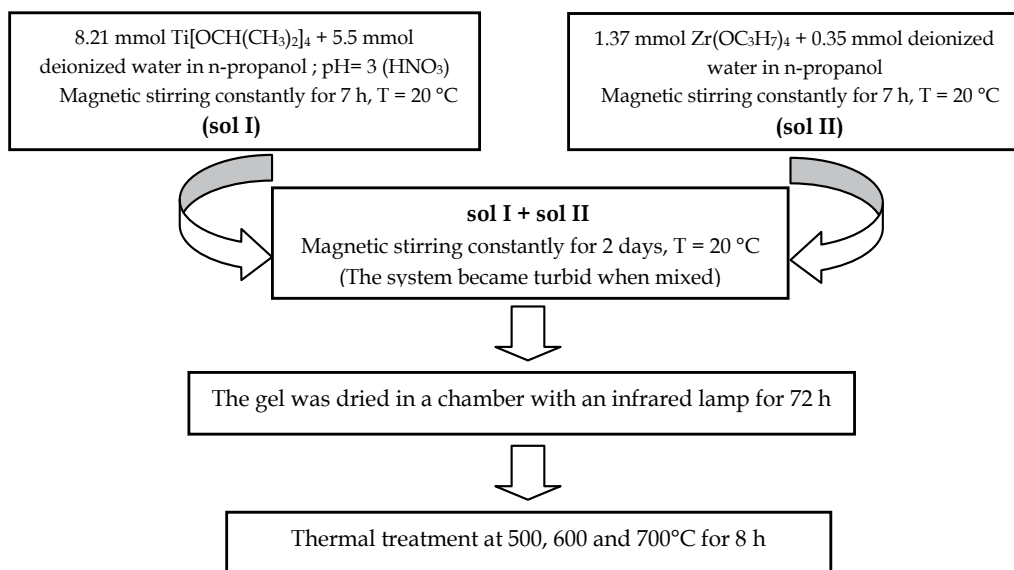 8.21 mmol Ti[OCH(CH₃)₂]₄ + 5.5 mmol
deionized water in n-propanol ; pH= 3 (HNO₃)
Magnetic stirring constantly for 7 h, T = 20 °C
(sol I)
1.37 mmol Zr(OC₃H₇)₄ + 0.35 mmol deionized
water in n-propanol
Magnetic stirring constantly for 7 h, T = 20 °C
(sol II)
sol I + sol II
Magnetic stirring constantly for 2 days, T = 20 °C
(The system became turbid when mixed)
The gel was dried in a chamber with an infrared lamp for 72 h
Thermal treatment at 500, 600 and 700°C for 8 h